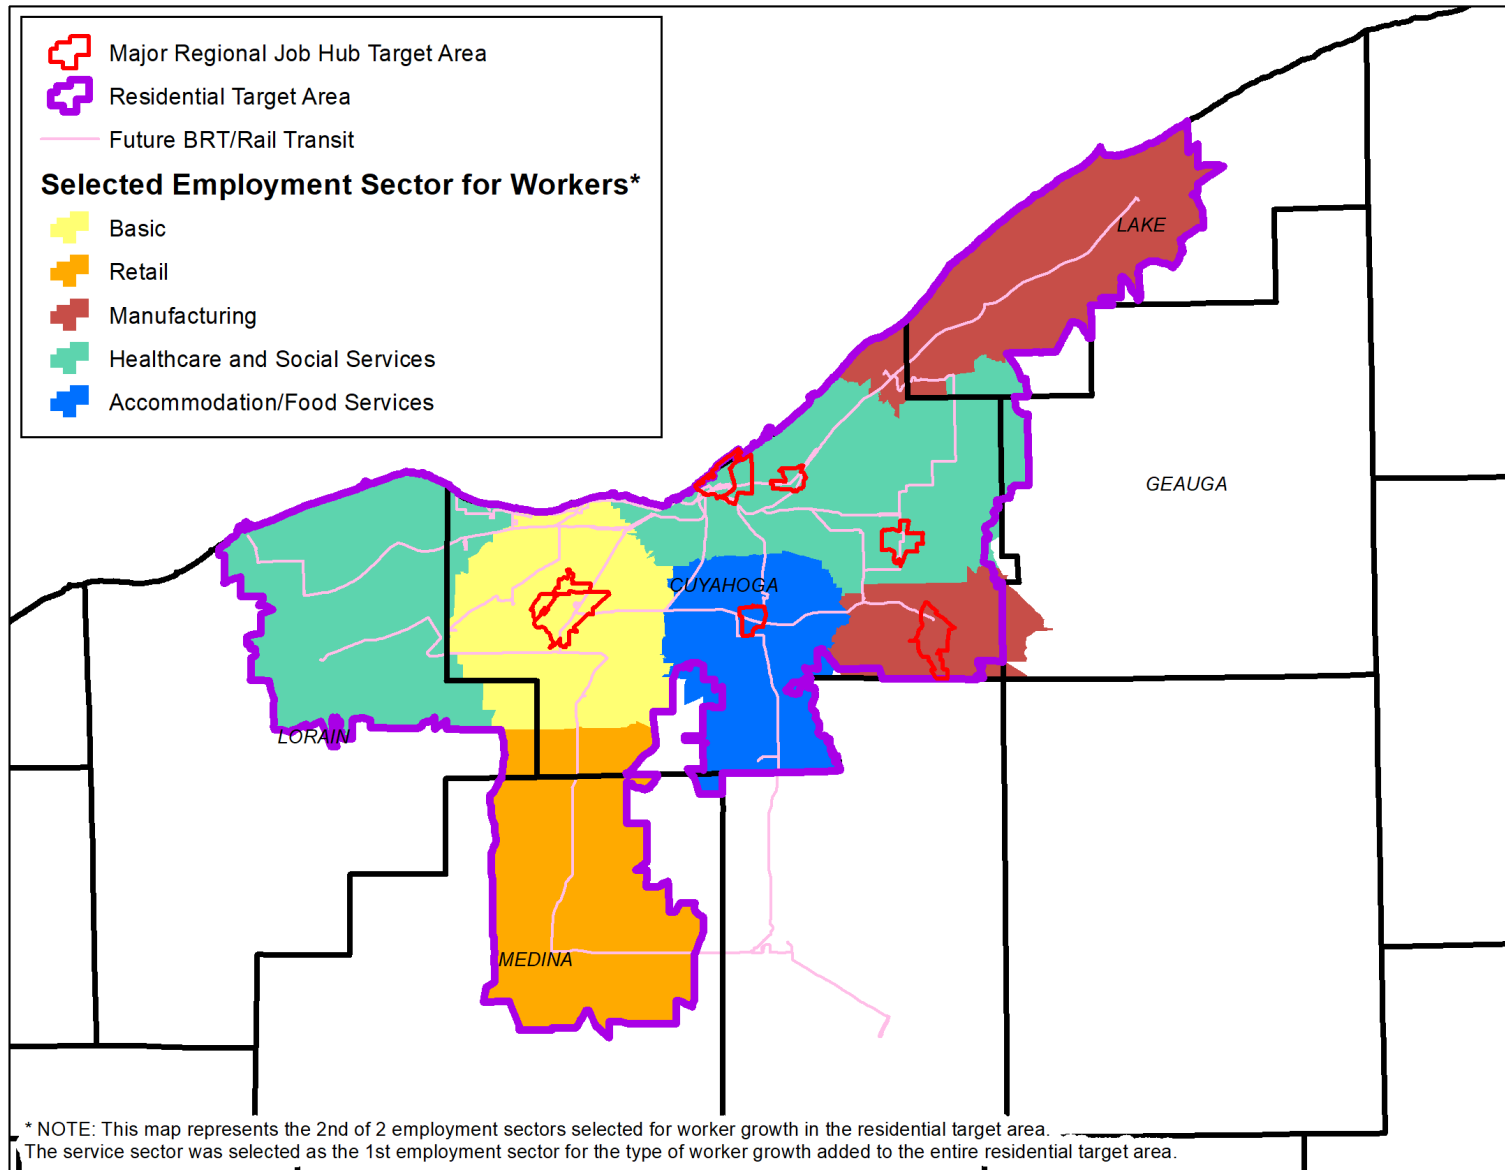 Major Regional Job Hub Target Area
Residential Target Area
Future BRT/Rail Transit
Selected Employment Sector for Workers*
Basic
Retail
Manufacturing
Healthcare and Social Services
Accommodation/Food Services
LAKE
GEAUGA
CUYAHOGA
LORAIN
MEDINA
* NOTE: This map represents the 2nd of 2 employment sectors selected for worker growth in the residential target area.
The service sector was selected as the 1st employment sector for the type of worker growth added to the entire residential target area.